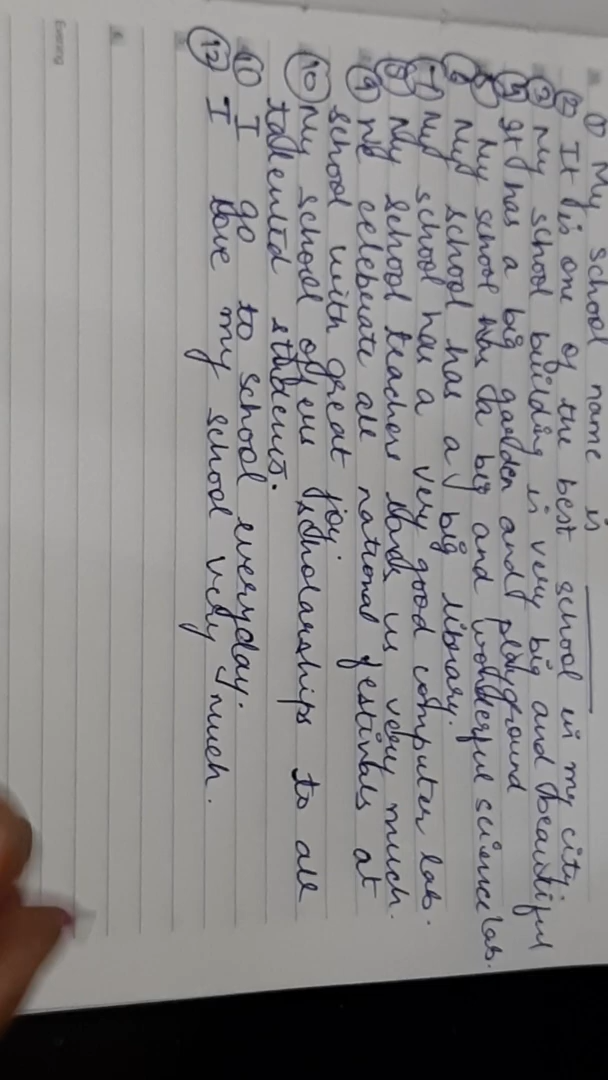 ① My school name is
② It is one of the best school in my city.
③ My school building is very big and beautiful
It has a big garden and playground
My school has a big and wonderful science lab.
⑥ My school has a big library.
⑦ My school has a very good computer lab.
⑧ My school teachers us very much.
⑨ We celebrate all national festivals at
school with great joy.
⑩ My school offers scholarships to all
talented students.
⑪ I go to school everyday.
⑫ I love my school very much.
Evening